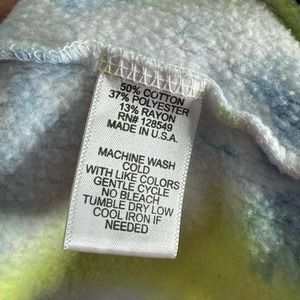 50% COTTON
37% POLYESTER
13% RAYON
RN# 128549
MADE IN U.S.A.
MACHINE WASH
COLD
WITH LIKE COLORS
GENTLE CYCLE
NO BLEACH
TUMBLE DRY LOW
COOL IRON IF
NEEDED